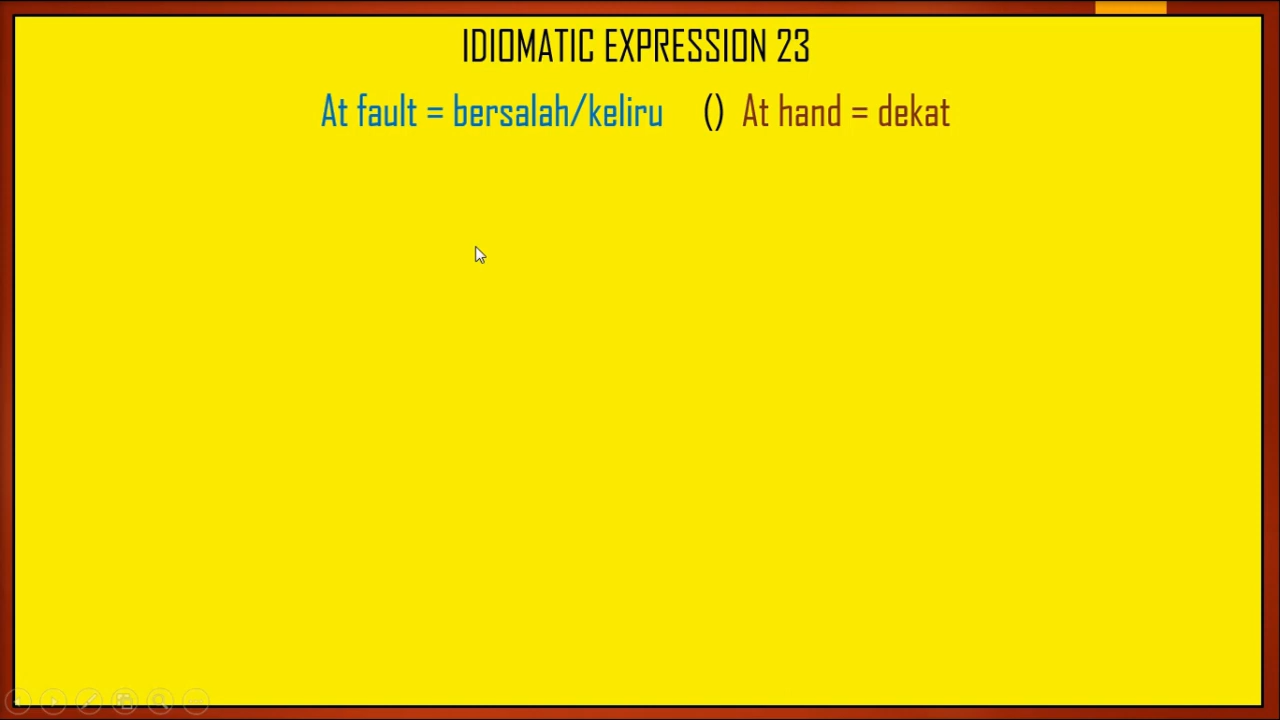 IDIOMATIC EXPRESSION 23
At fault = bersalah/keliru () At hand = dekat